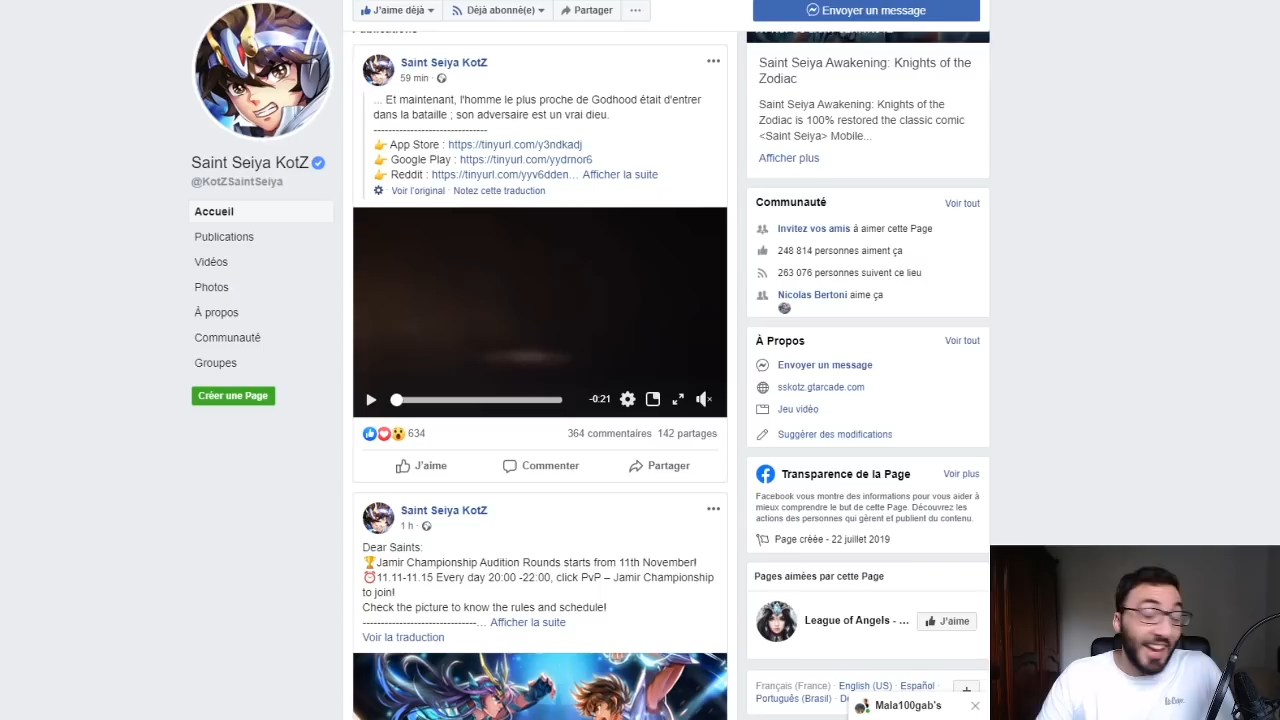 J'aime déjà
Déjà abonné(e)
Partager
Envoyer un message
Saint Seiya KotZ
@KotZSaintSeiya
Accueil
Publications
Vidéos
Photos
À propos
Communauté
Groupes
Créer une Page
Saint Seiya KotZ
59 min ·
... Et maintenant, l'homme le plus proche de Godhood était d'entrer
dans la bataille ; son adversaire est un vrai dieu.
------------------------------
👉 App Store : https://tinyurl.com/y3ndkadj
👉 Google Play : https://tinyurl.com/yydrnor6
👉 Reddit : https://tinyurl.com/yyv6dden... Afficher la suite
· Voir l'original · Notez cette traduction
-0:21
634
364 commentaires 142 partages
J'aime
Commenter
Partager
Saint Seiya KotZ
1 h ·
Dear Saints:
🏆Jamir Championship Audition Rounds starts from 11th November!
⏰11.11-11.15 Every day 20:00 -22:00, click PvP – Jamir Championship
to join!
Check the picture to know the rules and schedule!
-------------------------------... Afficher la suite
Voir la traduction
Saint Seiya Awakening: Knights of the
Zodiac
Saint Seiya Awakening: Knights of the
Zodiac is 100% restored the classic comic
<Saint Seiya> Mobile...
Afficher plus
Communauté
Voir tout
Invitez vos amis à aimer cette Page
248 814 personnes aiment ça
263 076 personnes suivent ce lieu
Nicolas Bertoni aime ça
À Propos
Voir tout
Envoyer un message
sskotz.gtarcade.com
Jeu vidéo
Suggérer des modifications
Transparence de la Page
Voir plus
Facebook vous montre des informations pour vous aider à
mieux comprendre le but de cette Page. Découvrez les
actions des personnes qui gèrent et publient du contenu.
Page créée - 22 juillet 2019
Pages aimées par cette Page
League of Angels - ...
J'aime
Français (France) · English (US) · Español ·
Português (Brasil) ·
Mala100gab's